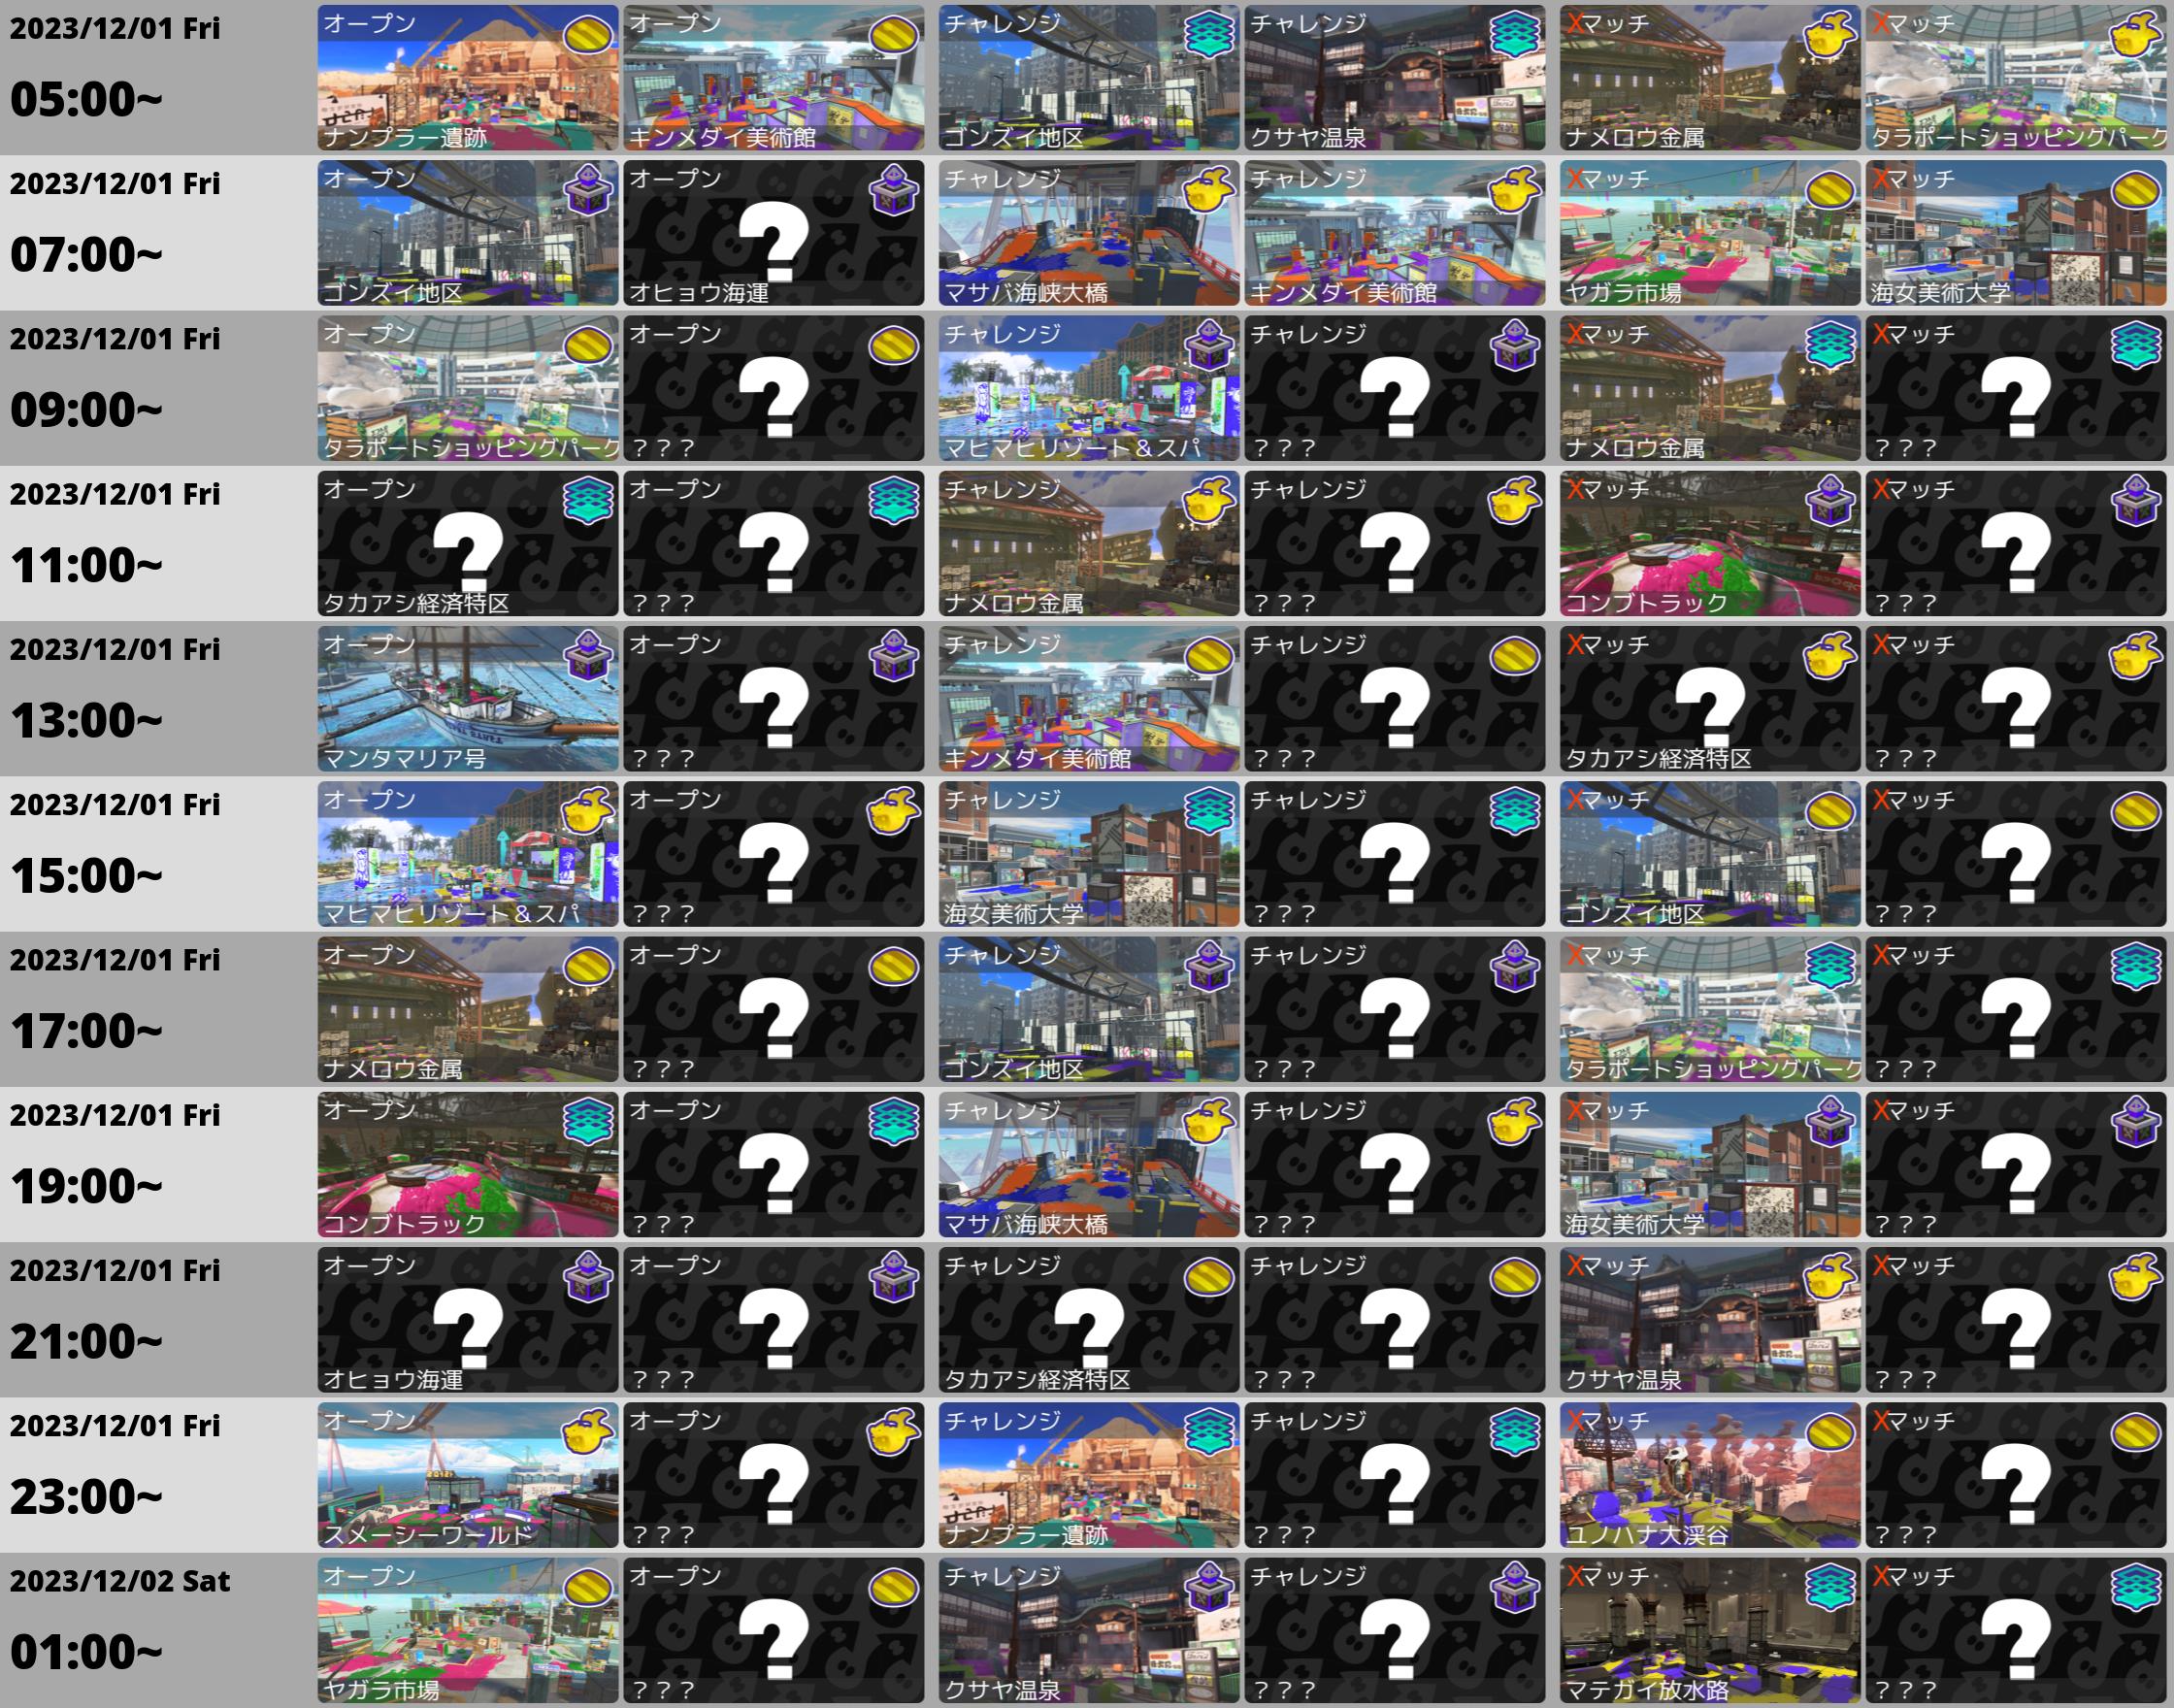 2023/12/01 Fri
05:00~
オープン
ナンプラー遺跡
オープン
キンメダイ美術館
チャレンジ
ゴンズイ地区
チャレンジ
クサヤ温泉
Xマッチ
ナメロウ金属
Xマッチ
タラポートショッピングパーク
2023/12/01 Fri
07:00~
オープン
ゴンズイ地区
オープン
オヒョウ海運
チャレンジ
マサバ海峡大橋
チャレンジ
キンメダイ美術館
Xマッチ
ヤガラ市場
Xマッチ
海女美術大学
2023/12/01 Fri
09:00~
オープン
タラポートショッピングパーク
オープン
？？？
チャレンジ
マヒマヒリゾート＆スパ
チャレンジ
？？？
Xマッチ
ナメロウ金属
Xマッチ
？？？
2023/12/01 Fri
11:00~
オープン
タカアシ経済特区
オープン
？？？
チャレンジ
ナメロウ金属
チャレンジ
？？？
Xマッチ
コンブトラック
Xマッチ
？？？
2023/12/01 Fri
13:00~
オープン
マンタマリア号
オープン
？？？
チャレンジ
キンメダイ美術館
チャレンジ
？？？
Xマッチ
タカアシ経済特区
Xマッチ
？？？
2023/12/01 Fri
15:00~
オープン
マヒマヒリゾート＆スパ
オープン
？？？
チャレンジ
海女美術大学
チャレンジ
？？？
Xマッチ
ゴンズイ地区
Xマッチ
？？？
2023/12/01 Fri
17:00~
オープン
ナメロウ金属
オープン
？？？
チャレンジ
ゴンズイ地区
チャレンジ
？？？
Xマッチ
タラポートショッピングパーク
Xマッチ
？？？
2023/12/01 Fri
19:00~
オープン
コンブトラック
オープン
？？？
チャレンジ
マサバ海峡大橋
チャレンジ
？？？
Xマッチ
海女美術大学
Xマッチ
？？？
2023/12/01 Fri
21:00~
オープン
オヒョウ海運
オープン
？？？
チャレンジ
タカアシ経済特区
チャレンジ
？？？
Xマッチ
クサヤ温泉
Xマッチ
？？？
2023/12/01 Fri
23:00~
オープン
スメーシーワールド
オープン
？？？
チャレンジ
ナンプラー遺跡
チャレンジ
？？？
Xマッチ
ユノハナ大渓谷
Xマッチ
？？？
2023/12/02 Sat
01:00~
オープン
ヤガラ市場
オープン
？？？
チャレンジ
クサヤ温泉
チャレンジ
？？？
Xマッチ
マテガイ放水路
Xマッチ
？？？